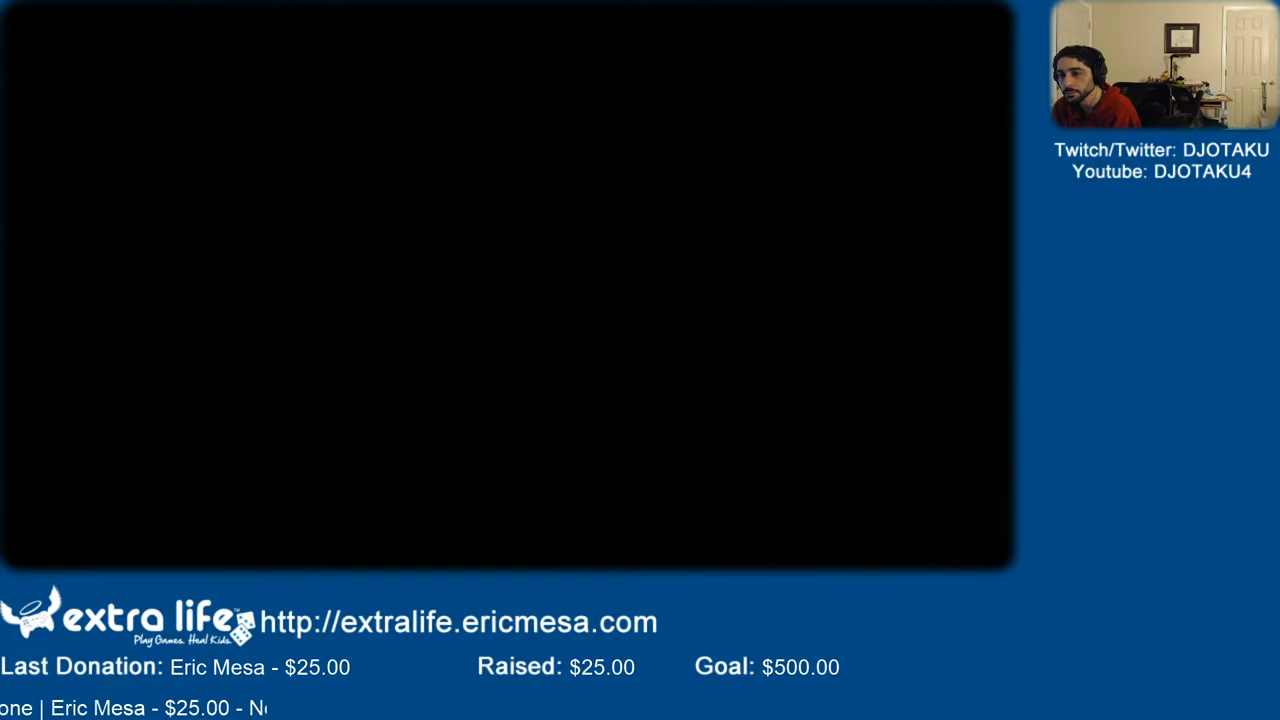 Twitch/Twitter: DJOTAKU
Youtube: DJOTAKU4
extra life
Play Games. Heal Kids.
http://extralife.ericmesa.com
Last Donation: Eric Mesa - $25.00
Raised: $25.00
Goal: $500.00
one | Eric Mesa - $25.00 - N